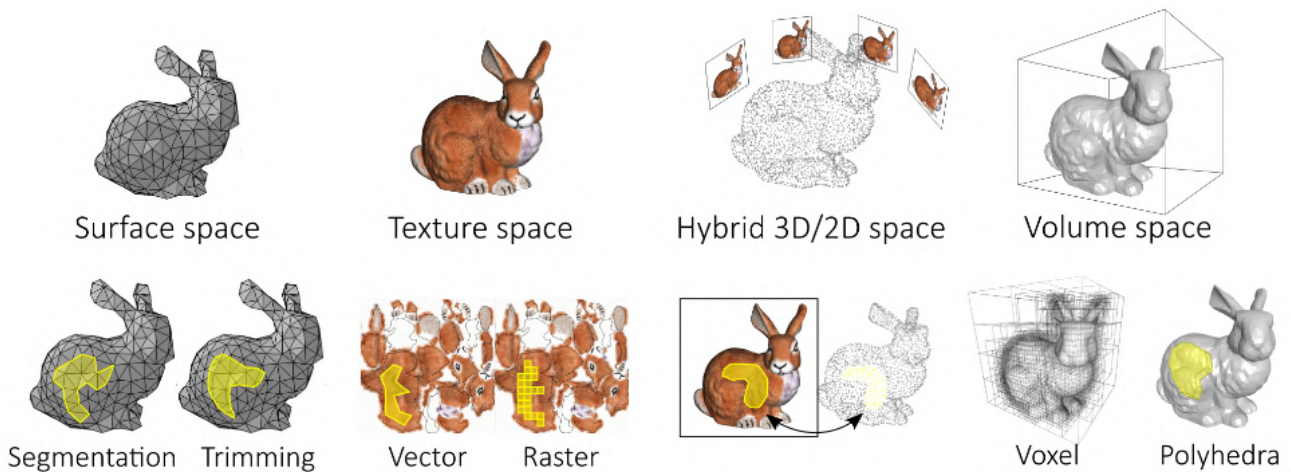 Surface space
Texture space
Hybrid 3D/2D space
Volume space
Segmentation
Trimming
Vector
Raster
Voxel
Polyhedra